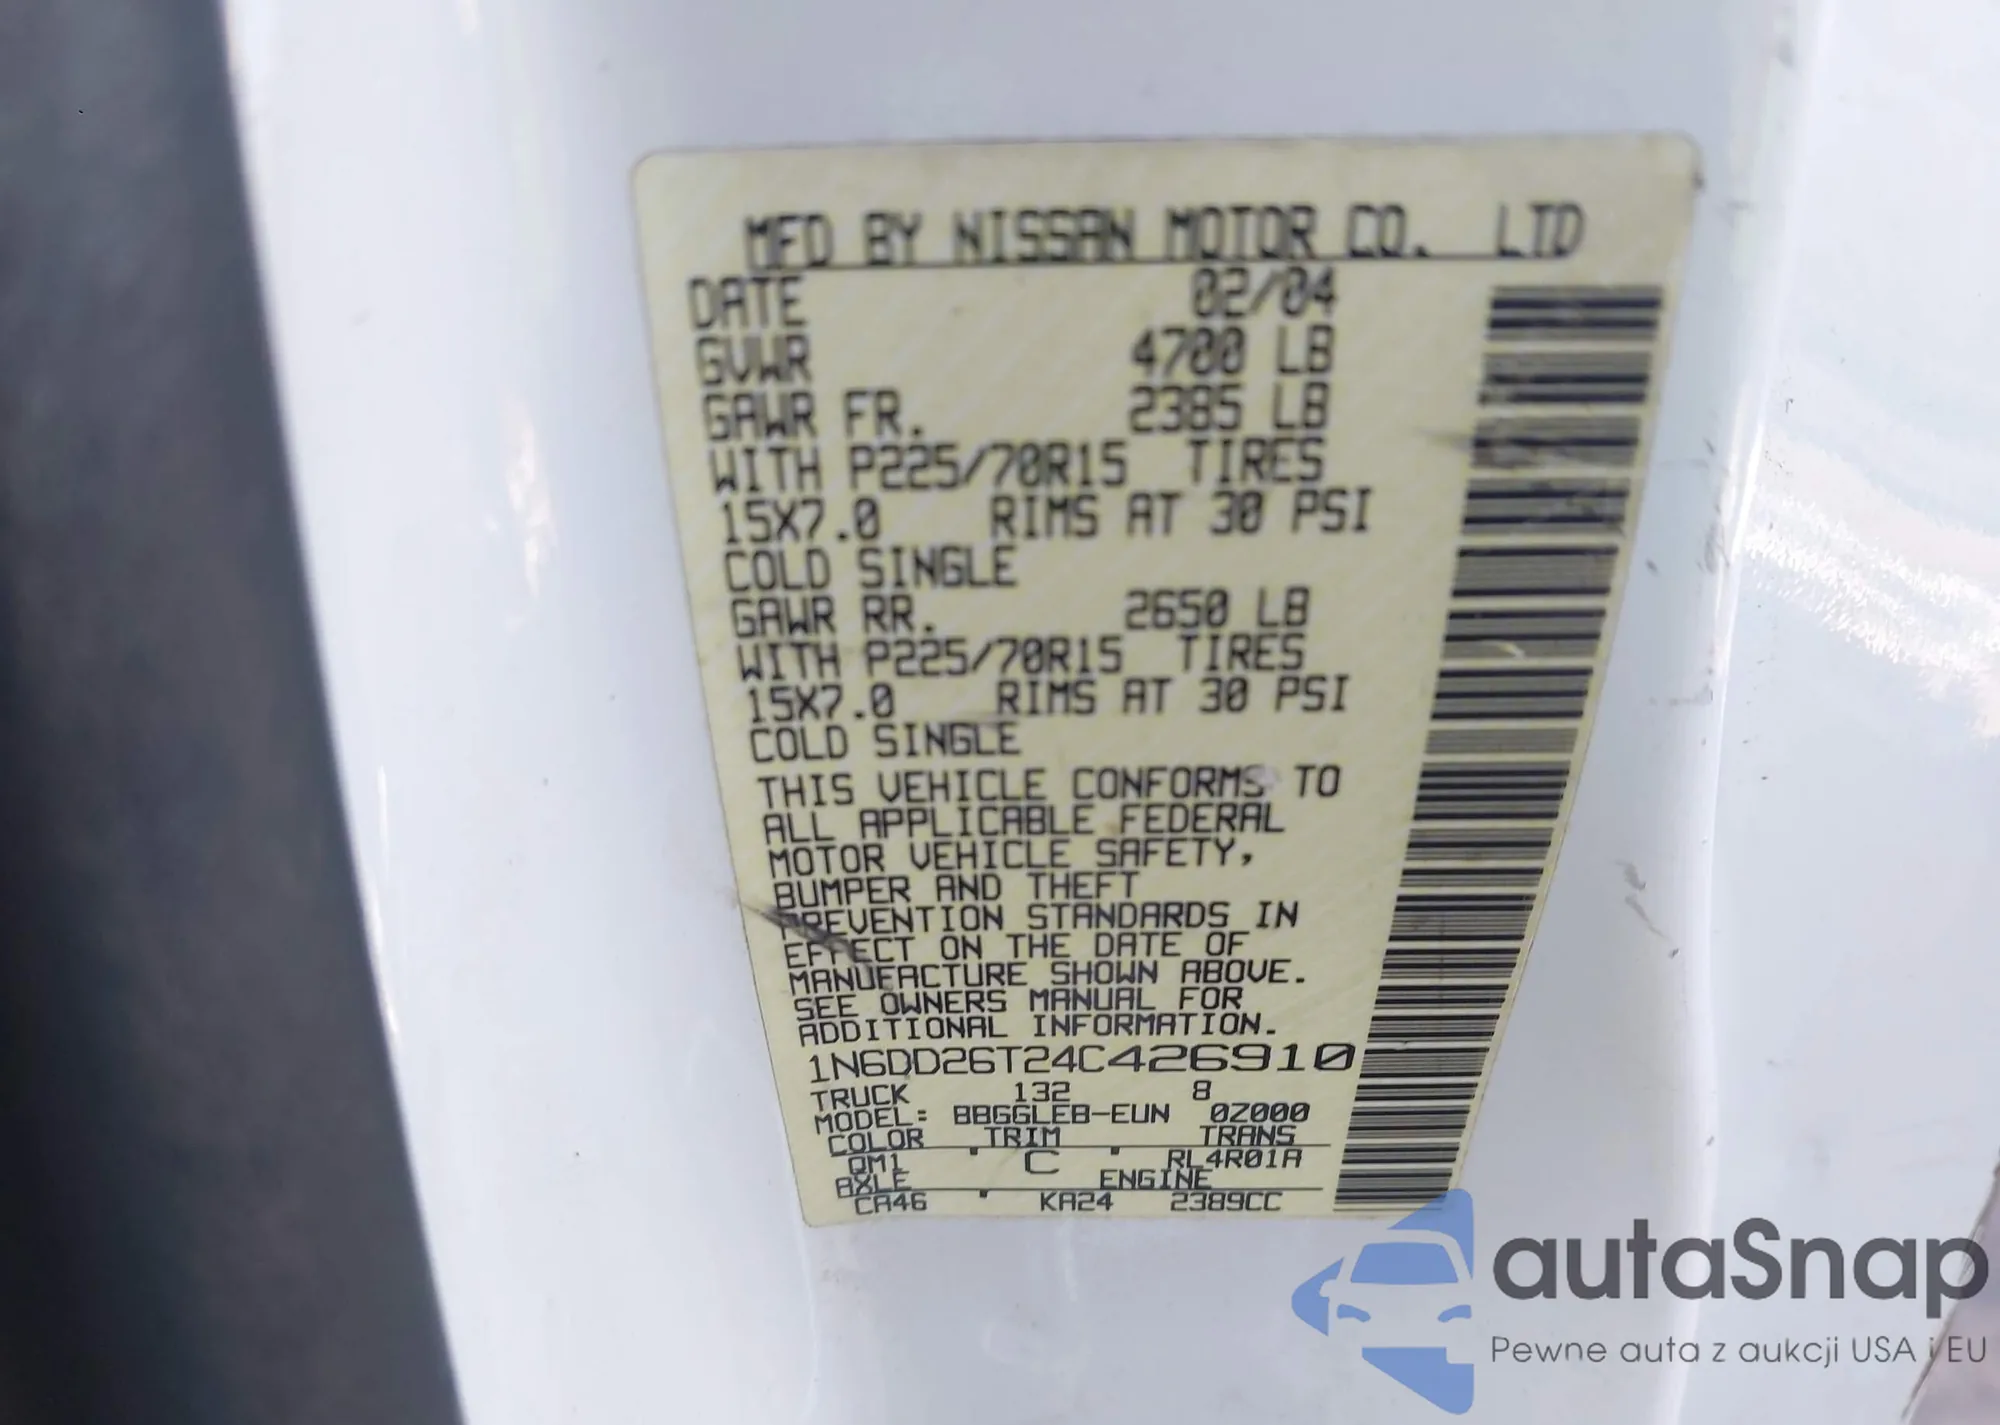 MFD BY NISSAN MOTOR CO. LTD
DATE 02/04
GVWR 4700 LB
GAWR FR. 2385 LB
WITH P225/70R15 TIRES
15X7.0 RIMS AT 30 PSI
COLD SINGLE
GAWR RR. 2650 LB
WITH P225/70R15 TIRES
15X7.0 RIMS AT 30 PSI
COLD SINGLE
THIS VEHICLE CONFORMS TO
ALL APPLICABLE FEDERAL
MOTOR VEHICLE SAFETY,
BUMPER AND THEFT
PREVENTION STANDARDS IN
EFFECT ON THE DATE OF
MANUFACTURE SHOWN ABOVE.
SEE OWNERS MANUAL FOR
ADDITIONAL INFORMATION.
1N6DD26T24C426910
TRUCK 132 8
MODEL: BBGGLEB-EUN 0Z000
COLOR TRIM TRANS
QM1 C RL4R01A
AXLE ENGINE
CA46 KA24 2389CC
autaSnap
Pewne auta z aukcji USA i EU